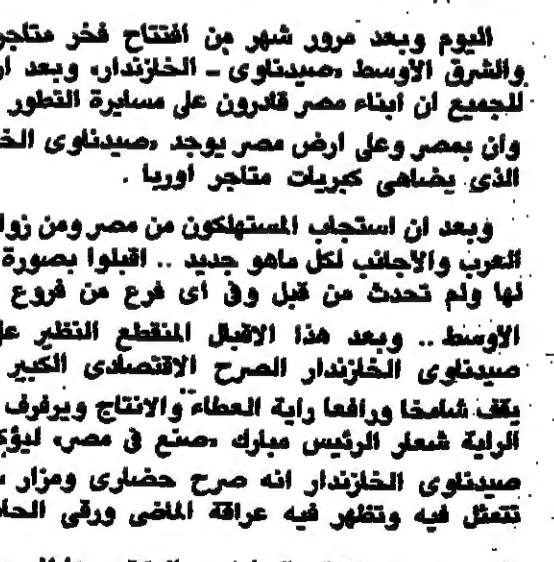 اليوم وبعد مرور شهر من افتتاح فخر متاجر
والشرق الاوسط «صيدناوى - الخازندار» وبعد ار
للجميع ان ابناء مصر قادرون على مسايرة التطور
وان بمصر وعلى ارض مصر يوجد «صيدناوى الخ
الذى يضاهى كبريات متاجر اوربا .
وبعد ان استجاب المستهلكون من مصر ومن زوا
العرب والاجانب لكل ماهو جديد .. اقبلوا بصورة
لها ولم تحدث من قبل وفى أى فرع من فروع
الاوسط .. وبعد هذا الاقبال المنقطع النظير عل
صيدناوى الخازندار الصرح الاقتصادى الكبير
يقف شامخا ورافعا راية العطاء والانتاج ويرفرف
الراية شعار الرئيس مبارك «صنع فى مصر» ليؤك
صيدناوى الخازندار انه صرح حضارى ومزار س
تتمثل فيه وتظهر فيه عراقة الماضى ورقى الحا